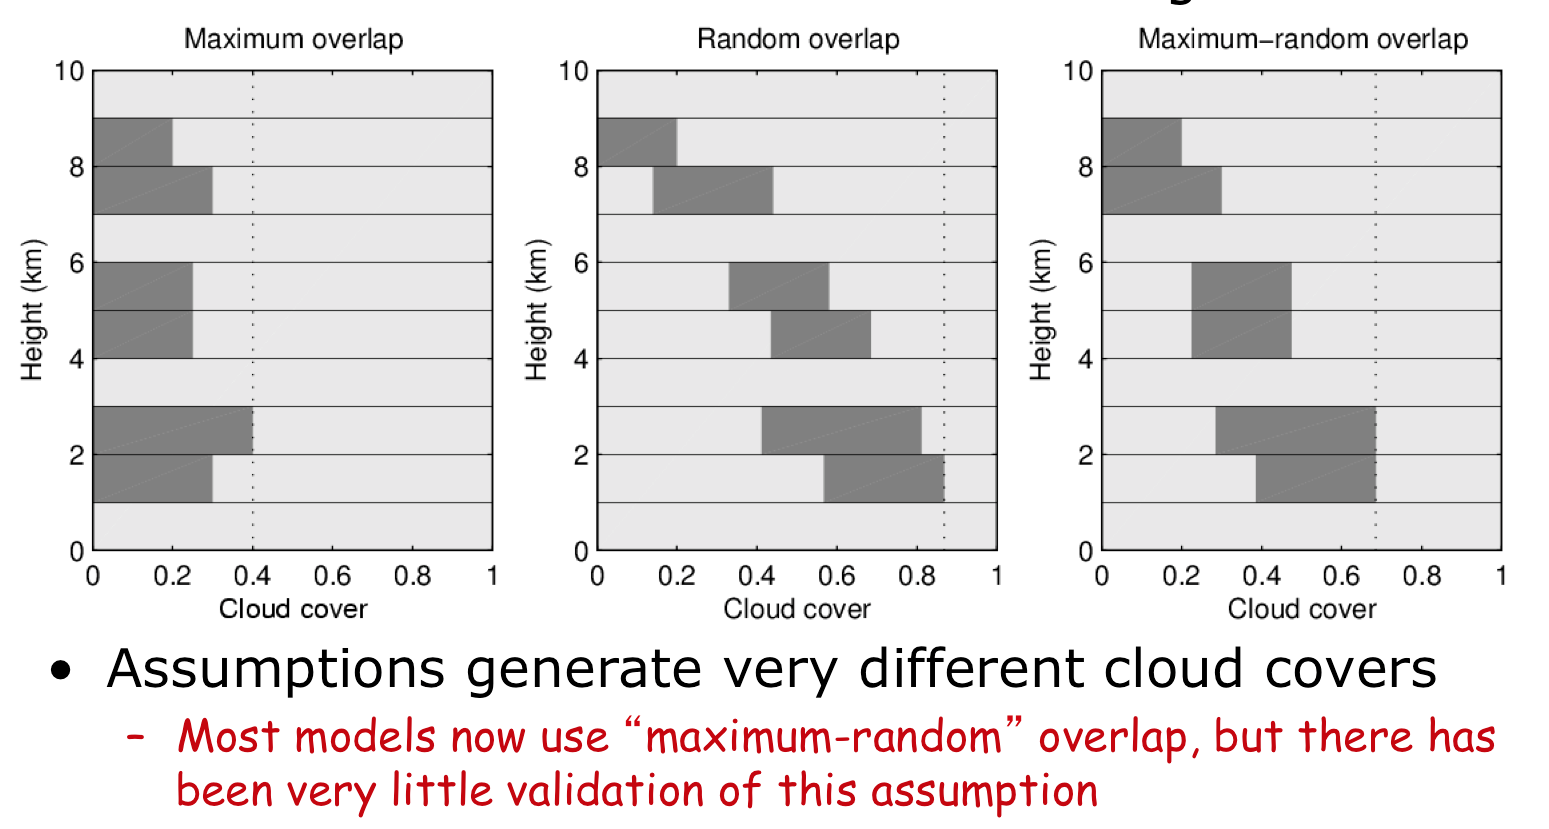 Maximum overlap
Random overlap
Maximum−random overlap
10
8
6
4
2
0
Height (km)
0 0.2 0.4 0.6 0.8 1
Cloud cover
10
8
6
4
2
0
Height (km)
0 0.2 0.4 0.6 0.8 1
Cloud cover
10
8
6
4
2
0
Height (km)
0 0.2 0.4 0.6 0.8 1
Cloud cover
• Assumptions generate very different cloud covers
– Most models now use “maximum-random” overlap, but there has
been very little validation of this assumption